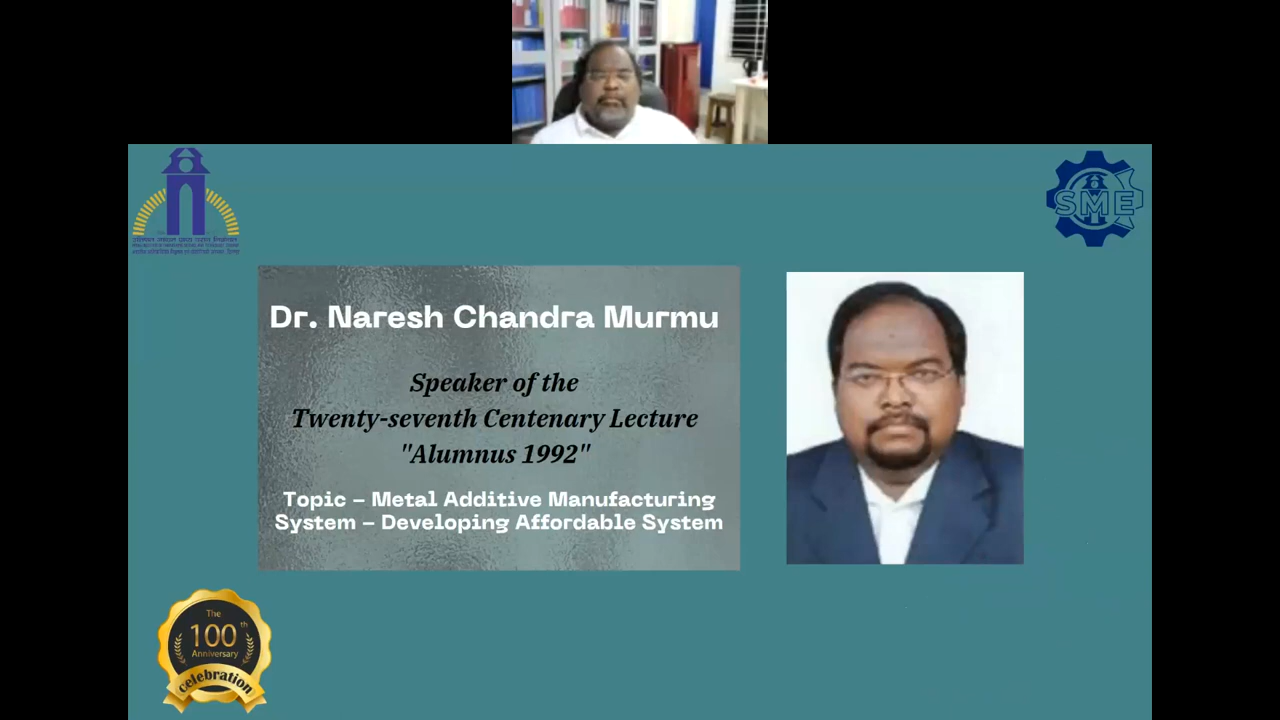 SME
Dr. Naresh Chandra Murmu
Speaker of the
Twenty-seventh Centenary Lecture
"Alumnus 1992"
Topic – Metal Additive Manufacturing
System – Developing Affordable System
The
100th
Anniversary
celebration